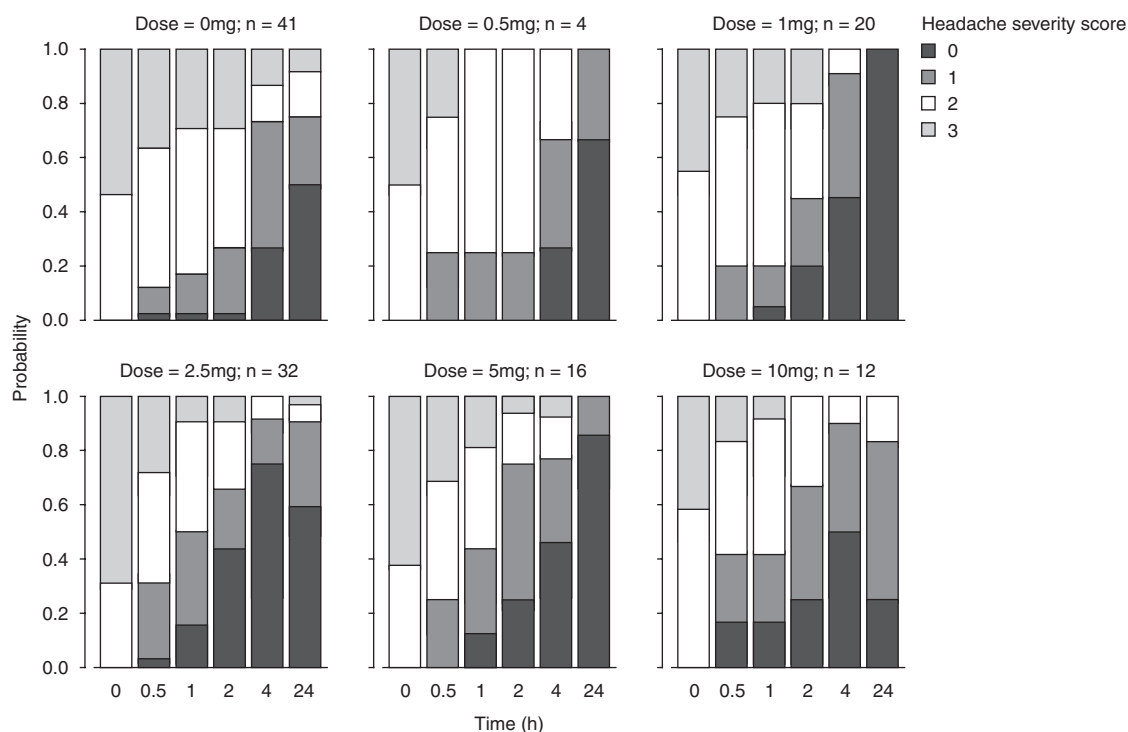 Dose = 0mg; n = 41
Dose = 0.5mg; n = 4
Dose = 1mg; n = 20
Headache severity score
0
1
2
3
1.0
0.8
0.6
0.4
0.2
0.0
Probability
Dose = 2.5mg; n = 32
Dose = 5mg; n = 16
Dose = 10mg; n = 12
1.0
0.8
0.6
0.4
0.2
0.0
0 0.5 1 2 4 24
0 0.5 1 2 4 24
0 0.5 1 2 4 24
Time (h)